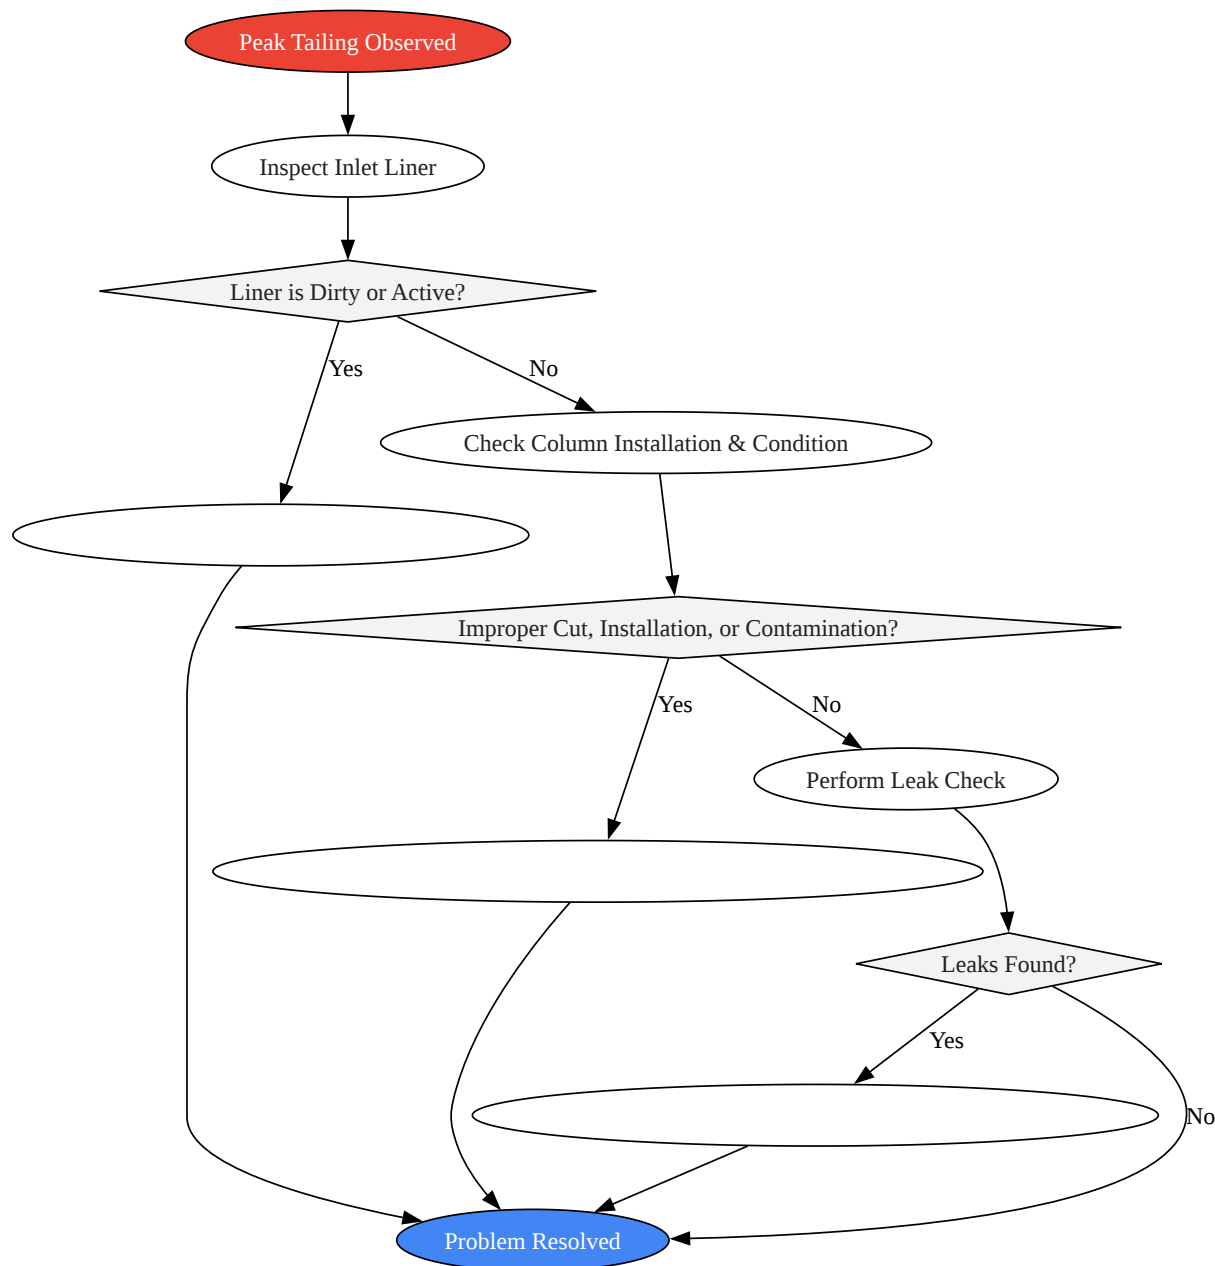 Peak Tailing Observed
Inspect Inlet Liner
Liner is Dirty or Active?
Yes
No
Check Column Installation & Condition
Improper Cut, Installation, or Contamination?
Yes
No
Perform Leak Check
Leaks Found?
Yes
No
Problem Resolved